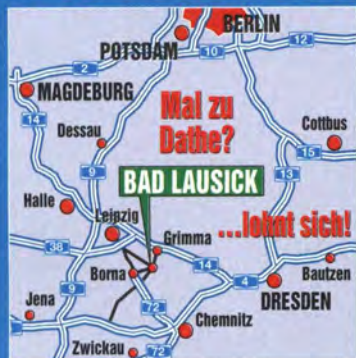 BERLIN
POTSDAM
10
12
2
MAGDEBURG
Mal zu
Dathe?
14
Cottbus
Dessau
15
9
13
BAD LAUSICK
Halle
Leipzig
...lohnt sich!
Grimma
38
14
Borna
4
Bautzen
9
DRESDEN
Jena
72
Chemnitz
Zwickau
72